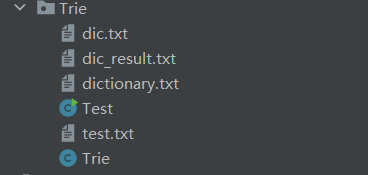 Trie
dic.txt
dic_result.txt
dictionary.txt
Test
test.txt
Trie